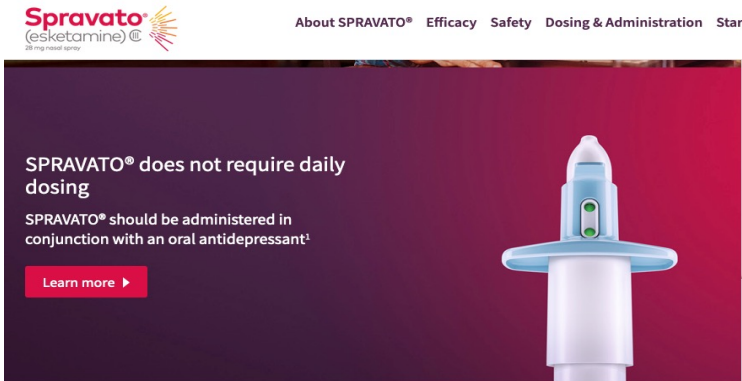 Spravato®
(esketamine) CIII
28 mg nasal spray
About SPRAVATO® Efficacy Safety Dosing & Administration Star
SPRAVATO® does not require daily
dosing
SPRAVATO® should be administered in
conjunction with an oral antidepressant¹
Learn more